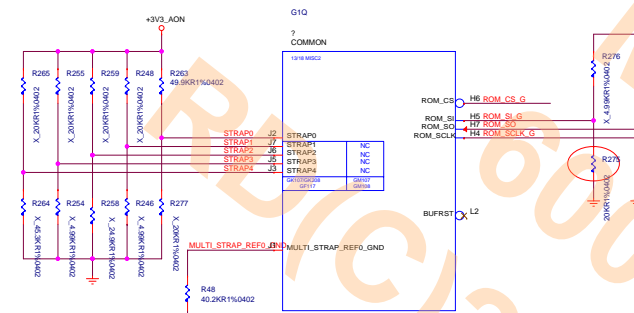 G1Q
+3V3_AON
?
COMMON
13/18 MISC2
R265
R255
R259
R248
R263
49.9KR1%0402
X_20KR1%0402
X_20KR1%0402
X_20KR1%0402
X_20KR1%0402
R276
X_4.99KR1%0402
ROM_CS
H6 ROM_CS_G
ROM_SI
H5 ROM_SI_G
ROM_SO
H7 ROM_SO
ROM_SCLK
H4 ROM_SCLK_G
STRAP0 J2 STRAP0
STRAP1 J7 STRAP1 NC
STRAP2 J6 STRAP2 NC
STRAP3 J5 STRAP3 NC
STRAP4 J3 STRAP4 NC
GK107/GK208 GM107
GF117 GM108
R275
20KR1%0402
R264
R254
R258
R246
R277
X_45.3KR1%0402
X_4.99KR1%0402
X_24.9KR1%0402
X_4.99KR1%0402
X_20KR1%0402
BUFRST
L2
MULTI_STRAP_REF0_GND
MULTI_STRAP_REF0_GND
R48
40.2KR1%0402